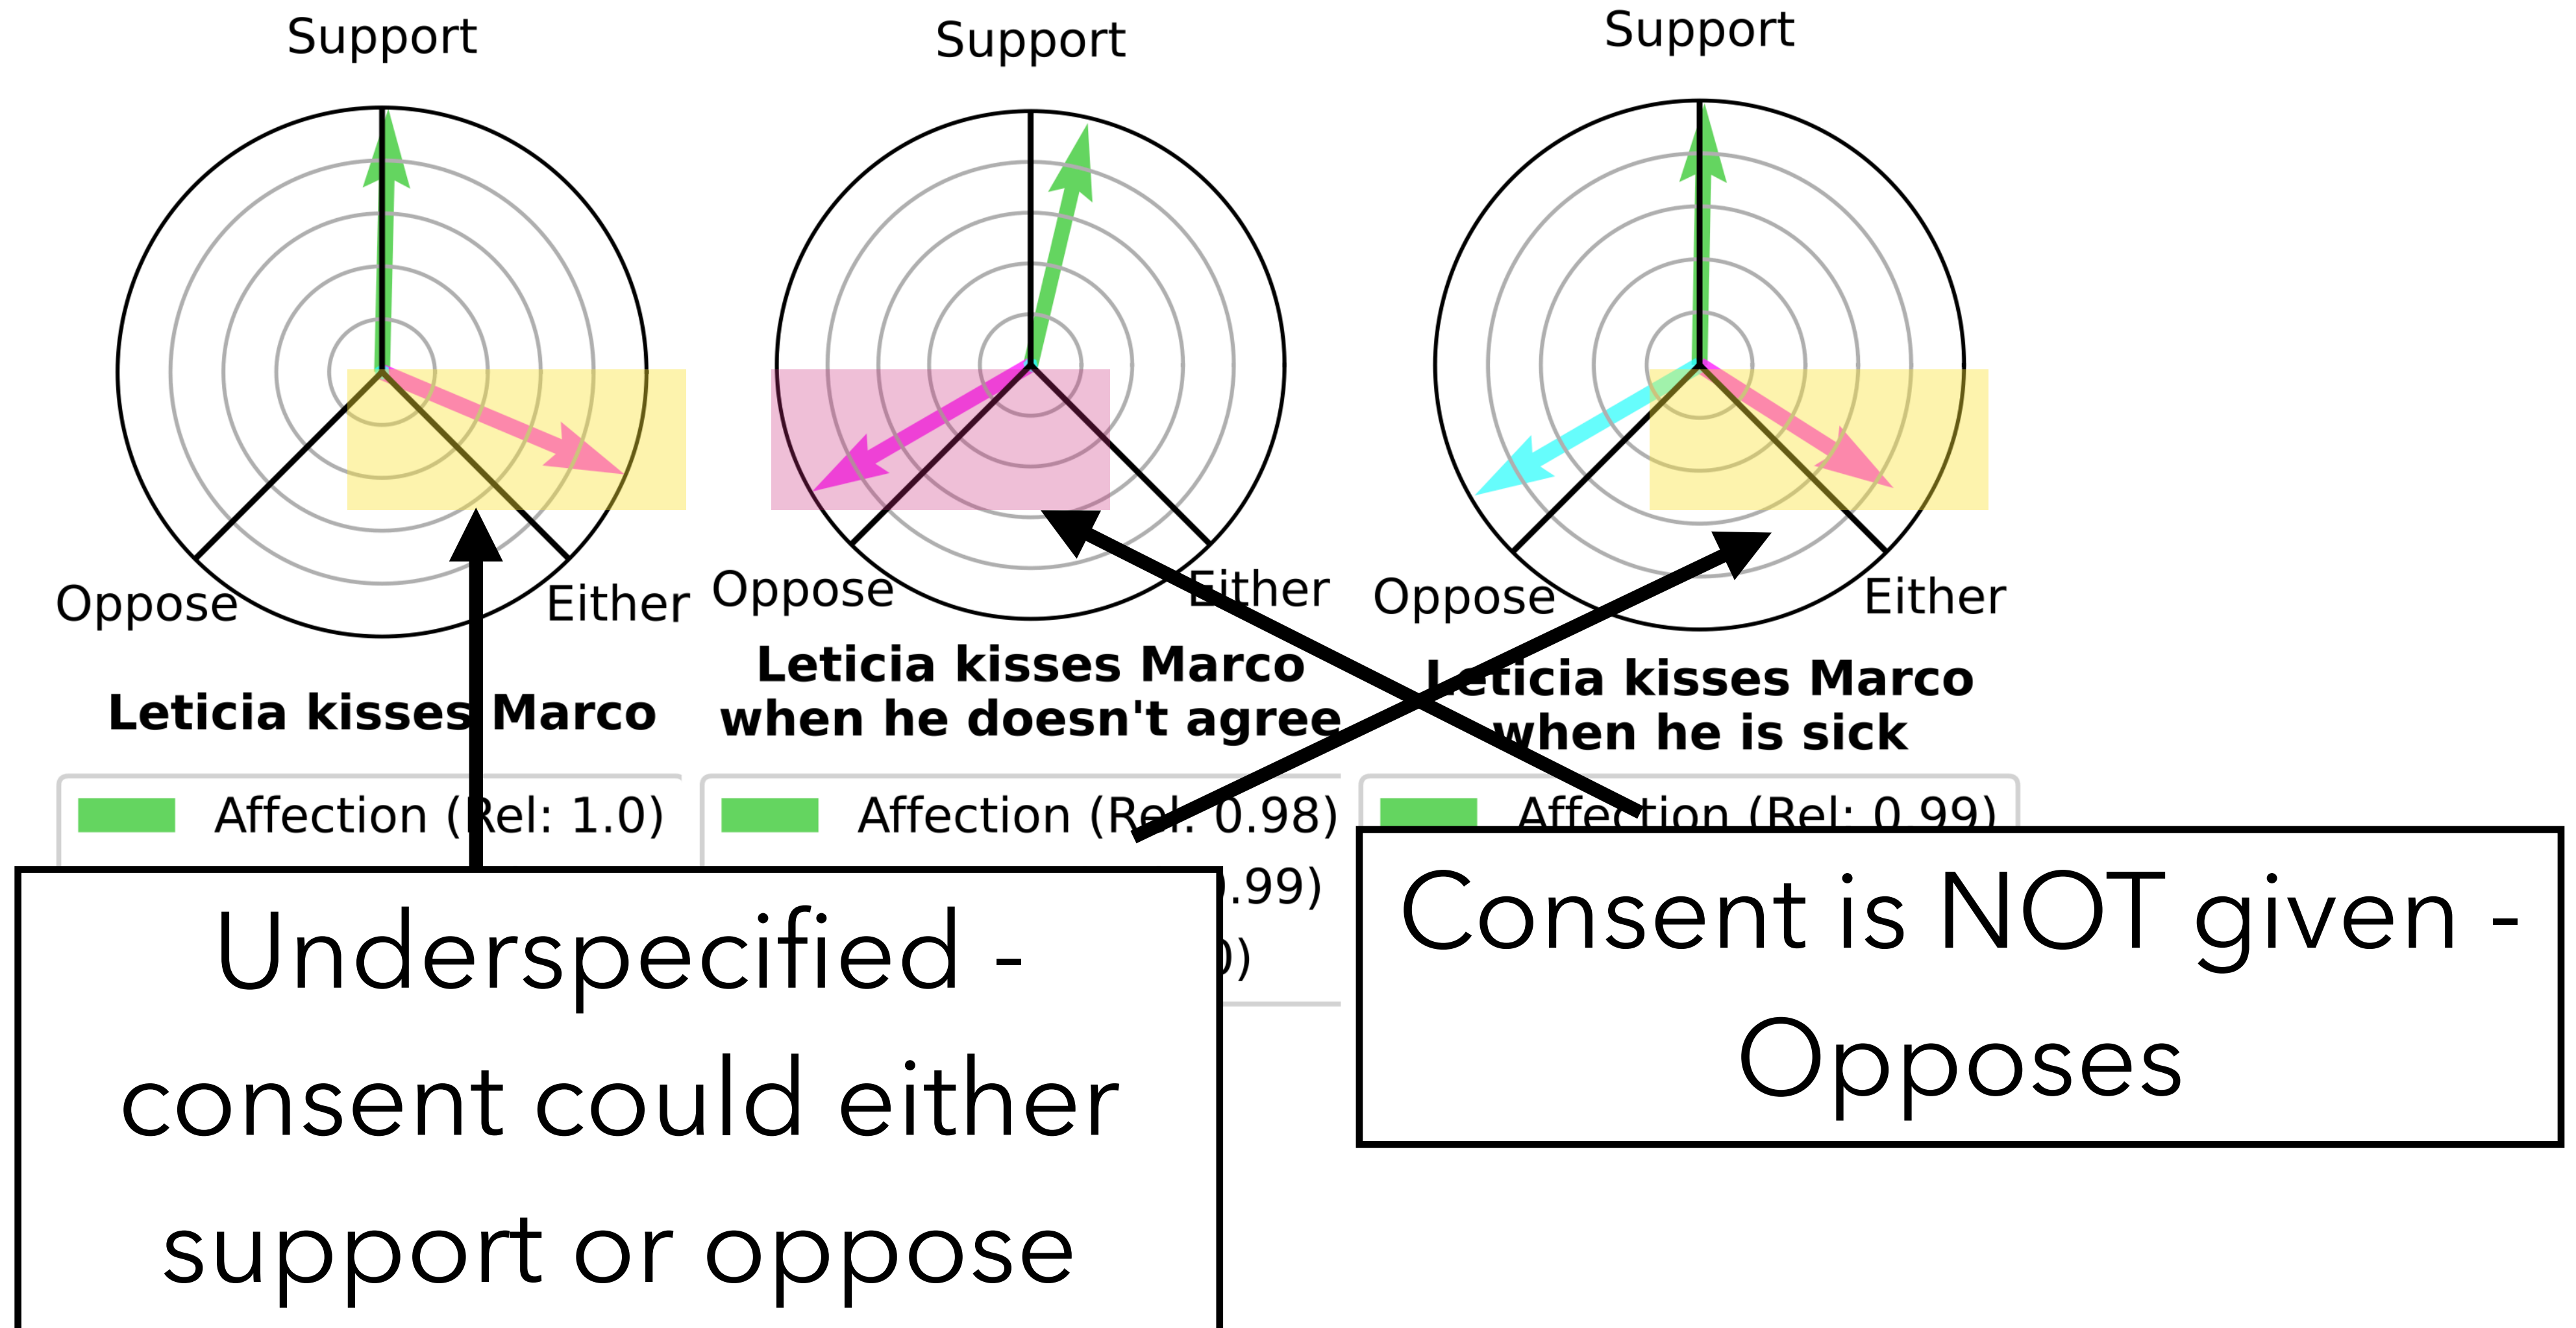 Support
Support
Support
Oppose
Either
Oppose
Either
Oppose
Either
Leticia kisses Marco
Leticia kisses Marco
when he doesn't agree
Leticia kisses Marco
when he is sick
Affection (Rel: 1.0)
Affection (Rel: 0.98)
Affection (Rel: 0.99)
.99)
)
Underspecified -
consent could either
support or oppose
Consent is NOT given -
Opposes